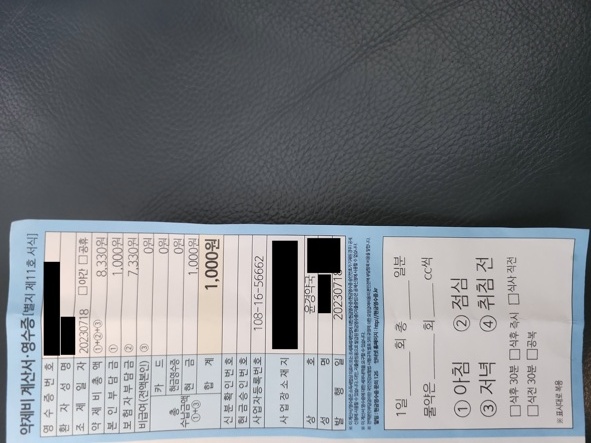 약제비 계산서·영수증 [별지 제11호 서식]
영 수 증 번 호
환 자 성 명
조 제 일 자 20230718 □야간 □공휴
약 제 비 총 액 ①+②+③ 8,330원
본 인 부 담 금 ① 1,000원
보 험 자 부 담 금 ② 7,330원
비급여(전액본인) ③ 0원
총 수납금액 ①+③
카 드 0원
현금영수증 0원
현 금 1,000원
합 계 1,000원
신 분 확 인 번 호
현 금 승 인 번 호
사 업 자 등 록 번 호 108-16-56662
사 업 장 소 재 지
상 호 윤경약국
성 명
발 행 일 20230718
1일 회 총 일분
물약은 회 cc씩
① 아침 ② 점심
③ 저녁 ④ 취침 전
□식후 30분 □식후 즉시 □식사 직전
□식전 30분 □공복
※ 표시대로 복용